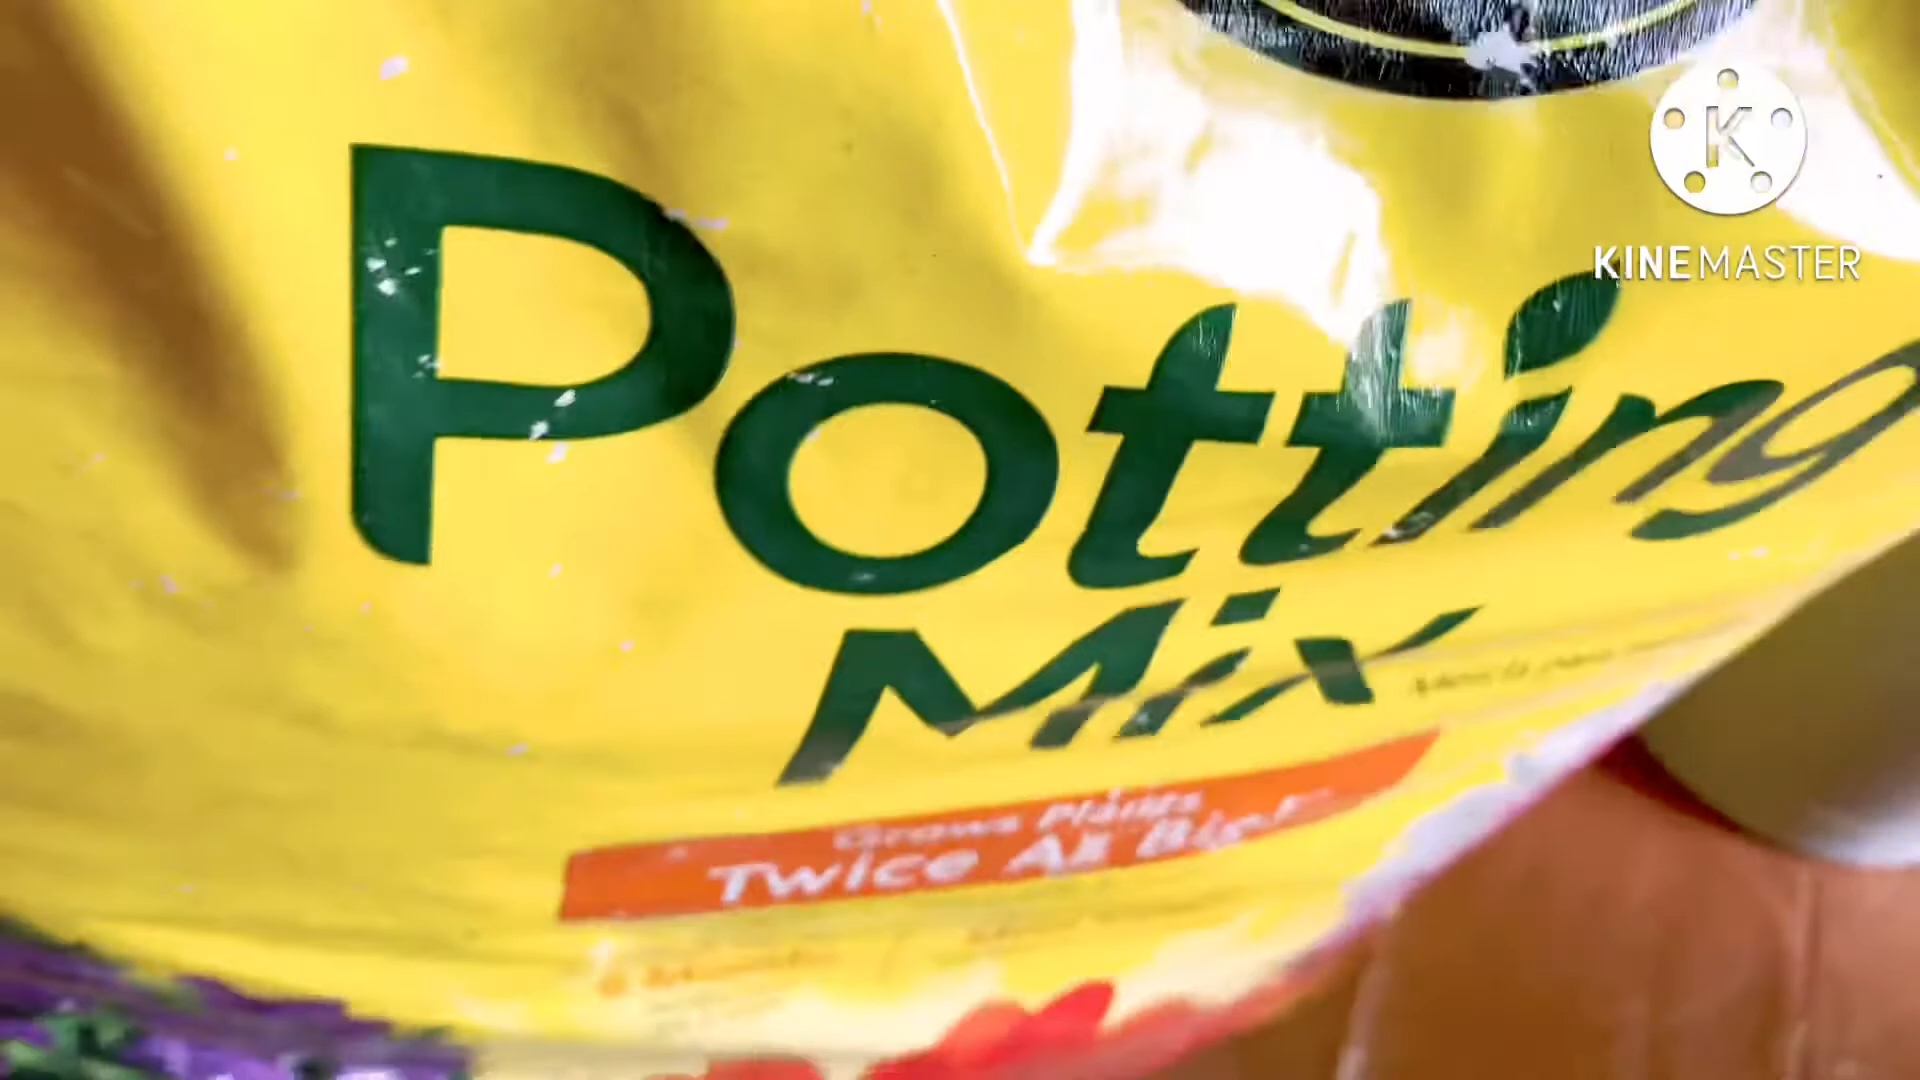 KINEMASTER
Potting
Mix
Grows Plants
Twice As Big!